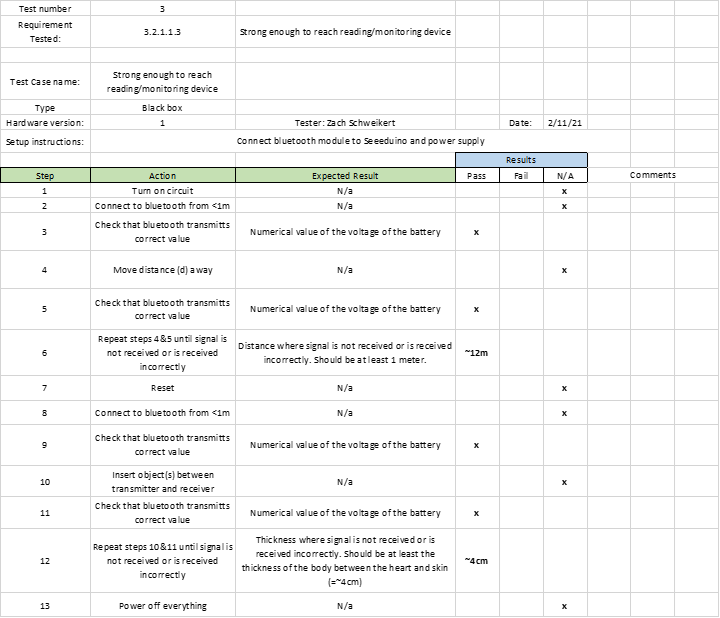 Test number 3
Requirement Tested: 3.2.1.1.3 Strong enough to reach reading/monitoring device
Test Case name: Strong enough to reach reading/monitoring device
Type Black box
Hardware version: 1 Tester: Zach Schweikert Date: 2/11/21
Setup instructions: Connect bluetooth module to Seeeduino and power supply
Results
Step Action Expected Result Pass Fail N/A Comments
1 Turn on circuit N/a x
2 Connect to bluetooth from <1m N/a x
3 Check that bluetooth transmitts correct value Numerical value of the voltage of the battery x
4 Move distance (d) away N/a x
5 Check that bluetooth transmitts correct value Numerical value of the voltage of the battery x
6 Repeat steps 4&5 until signal is not received or is received incorrectly Distance where signal is not received or is received incorrectly. Should be at least 1 meter. ~12m
7 Reset N/a x
8 Connect to bluetooth from <1m N/a x
9 Check that bluetooth transmitts correct value Numerical value of the voltage of the battery x
10 Insert object(s) between transmitter and receiver N/a x
11 Check that bluetooth transmitts correct value Numerical value of the voltage of the battery x
12 Repeat steps 10&11 until signal is not received or is received incorrectly Thickness where signal is not received or is received incorrectly. Should be at least the thickness of the body between the heart and skin (=~4cm) ~4cm
13 Power off everything N/a x